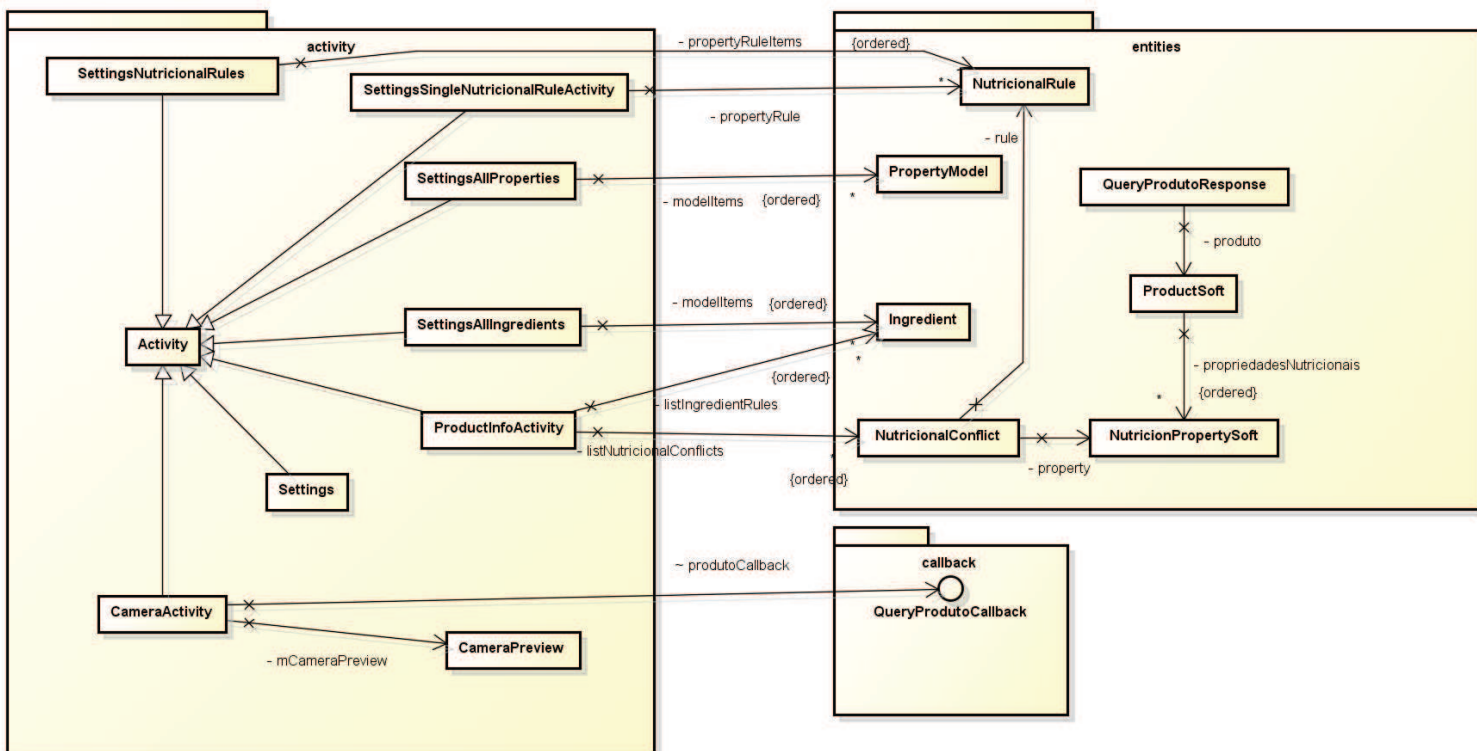 activity
- propertyRuleItems
{ordered}
entities
SettingsNutricionalRules
SettingsSingleNutricionalRuleActivity
*
*
NutricionalRule
- propertyRule
- rule
SettingsAllProperties
PropertyModel
QueryProdutoResponse
- modelItems
{ordered}
*
- produto
ProductSoft
- modelItems
{ordered}
SettingsAllIngredients
Ingredient
Activity
*
*
- propriedadesNutricionais
{ordered}
{ordered}
*
- listIngredientRules
ProductInfoActivity
NutricionalConflict
NutricionPropertySoft
- listNutricionalConflicts
*
- property
{ordered}
Settings
callback
~ produtoCallback
CameraActivity
QueryProdutoCallback
CameraPreview
- mCameraPreview